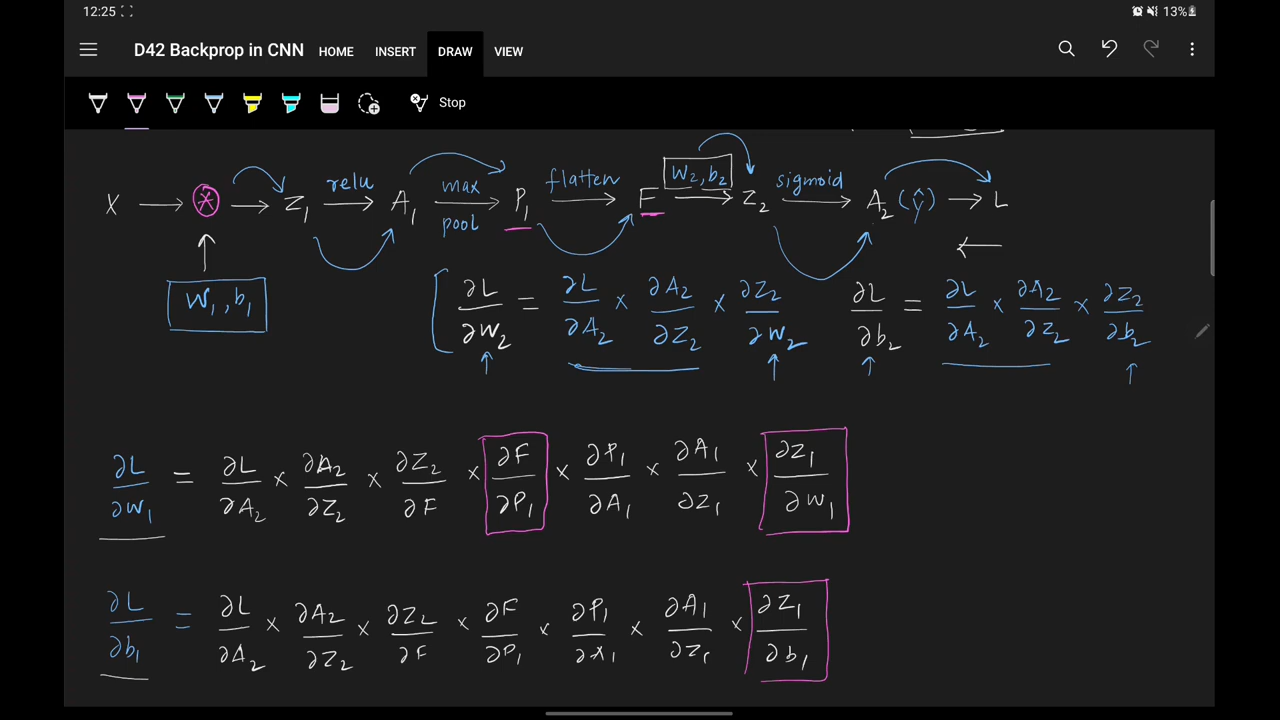 12:25 13%
D42 Backprop in CNN HOME INSERT DRAW VIEW
Stop
X → * → Z₁ relu → A₁ max pool → P₁ flatten → F W₂, b₂ → Z₂ sigmoid → A₂ (ŷ) → L
←
W₁, b₁
∂L/∂W₂ = ∂L/∂A₂ × ∂A₂/∂Z₂ × ∂Z₂/∂W₂ ∂L/∂b₂ = ∂L/∂A₂ × ∂A₂/∂Z₂ × ∂Z₂/∂b₂
∂L/∂W₁ = ∂L/∂A₂ × ∂A₂/∂Z₂ × ∂Z₂/∂F × ∂F/∂P₁ × ∂P₁/∂A₁ × ∂A₁/∂Z₁ × ∂Z₁/∂W₁
∂L/∂b₁ = ∂L/∂A₂ × ∂A₂/∂Z₂ × ∂Z₂/∂F × ∂F/∂P₁ × ∂P₁/∂A₁ × ∂A₁/∂Z₁ × ∂Z₁/∂b₁